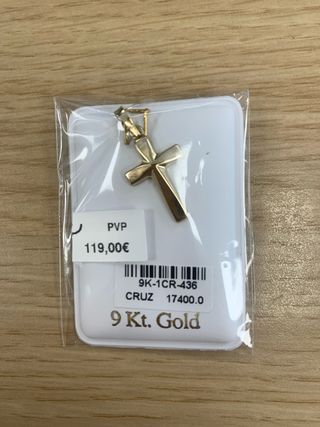 PVP
119,00€
9K-1CR-436
CRUZ 17400.0
9 Kt. Gold